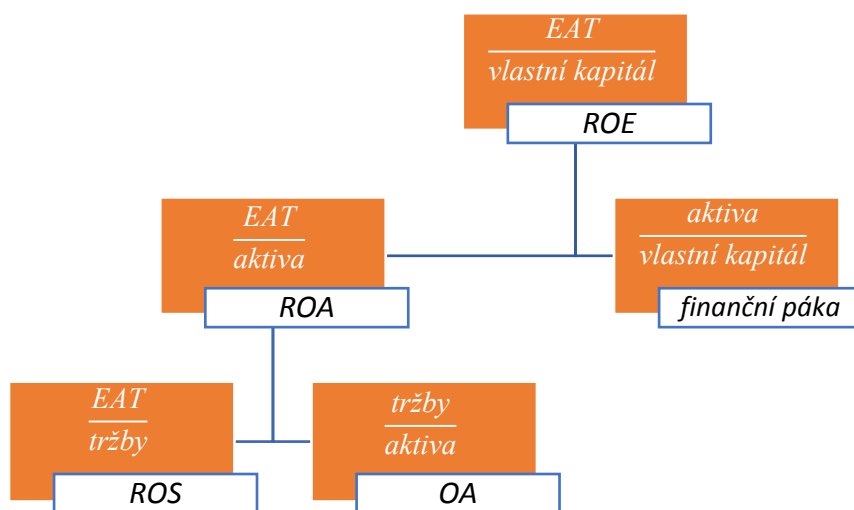 EAT
vlastní kapitál
ROE
EAT
aktiva
ROA
aktiva
vlastní kapitál
finanční páka
EAT
tržby
ROS
tržby
aktiva
OA